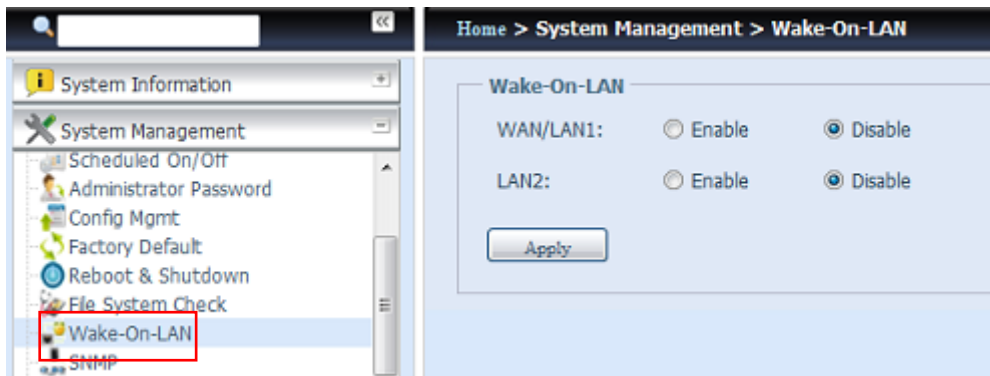 Home > System Management > Wake-On-LAN
System Information
System Management
Scheduled On/Off
Administrator Password
Config Mgmt
Factory Default
Reboot & Shutdown
File System Check
Wake-On-LAN
SNMP
Wake-On-LAN
WAN/LAN1: Enable Disable
LAN2: Enable Disable
Apply